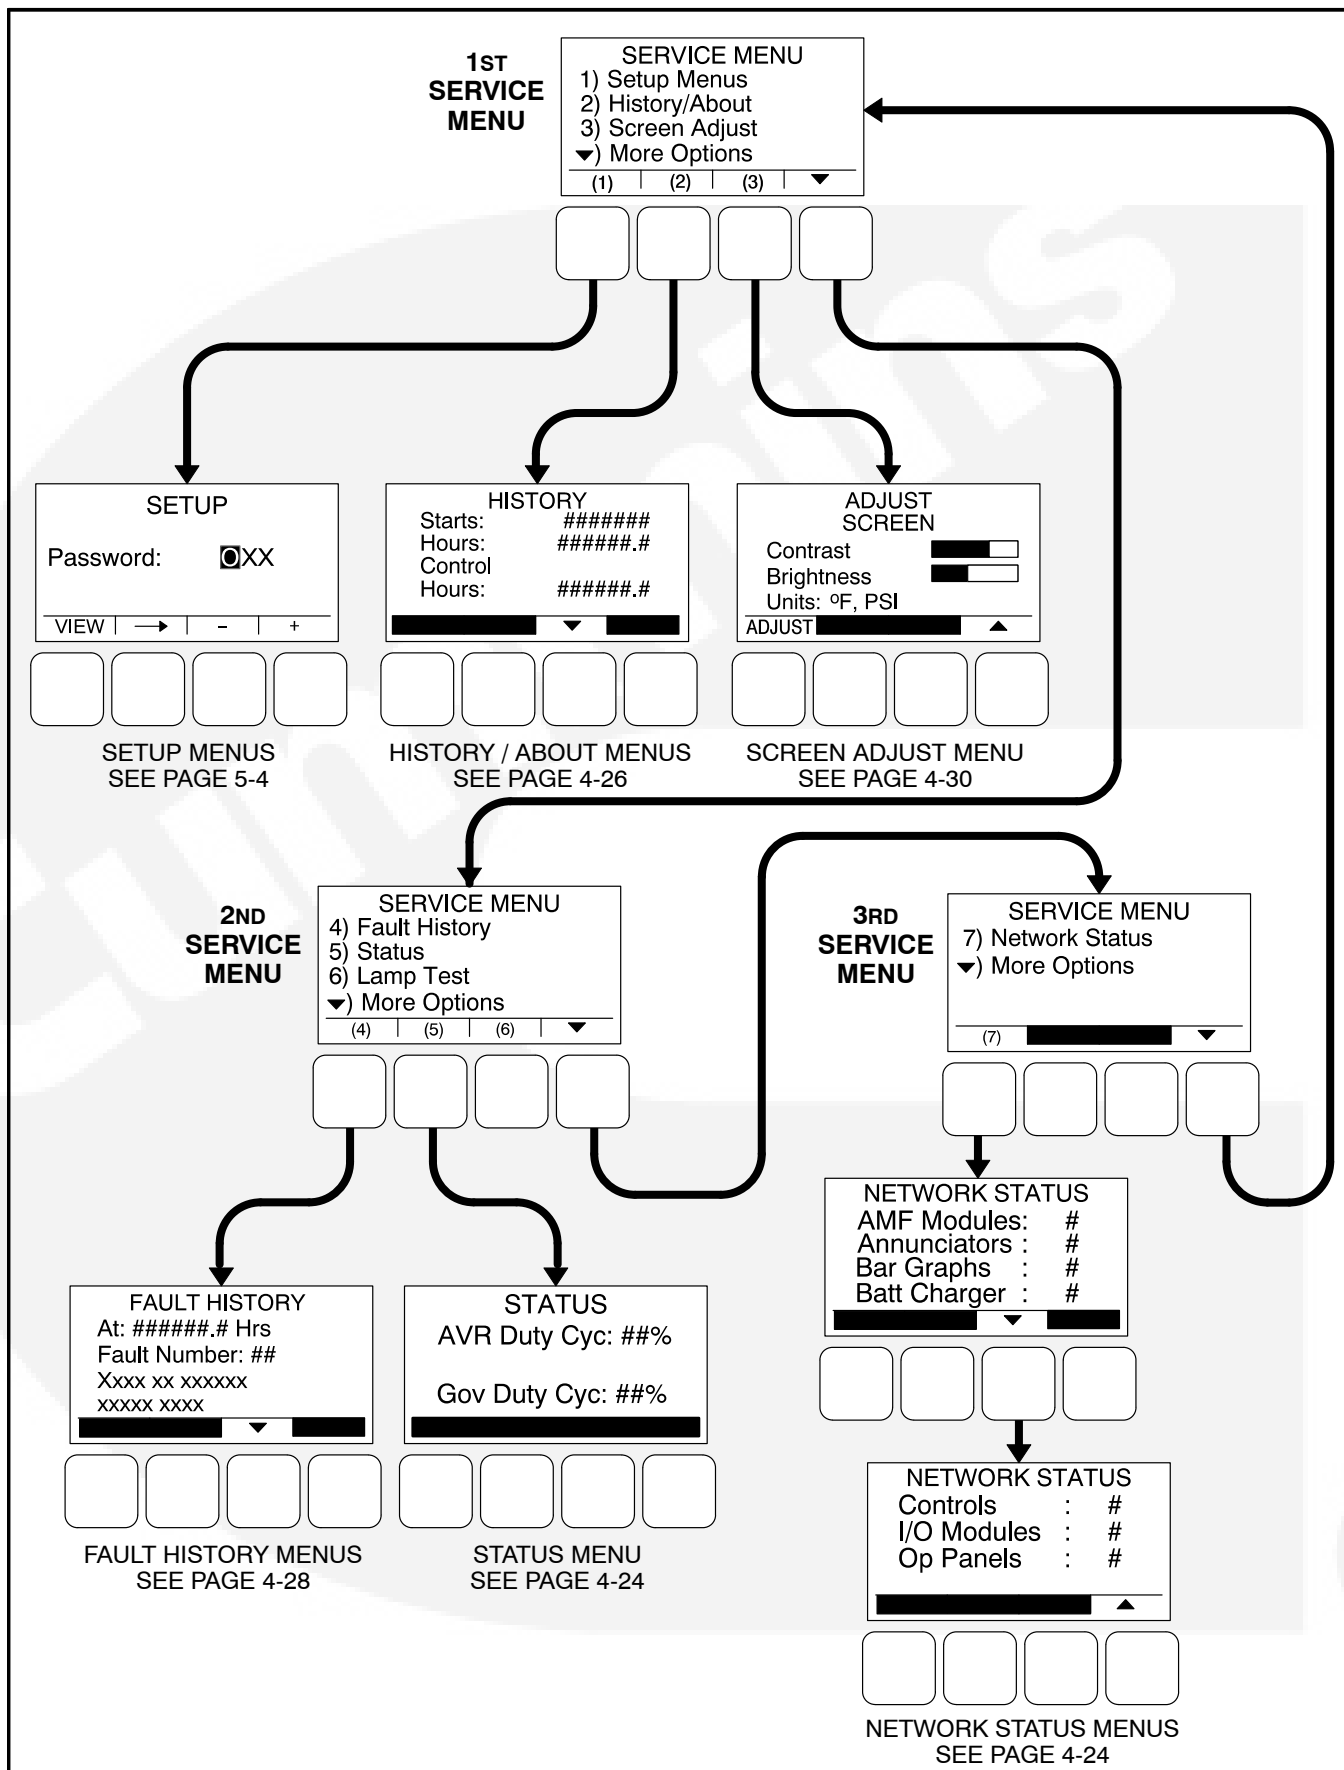 1ST
SERVICE
MENU
SERVICE MENU
1) Setup Menus
2) History/About
3) Screen Adjust
▼) More Options
(1) (2) (3) ▼
SETUP
Password: 0XX
VIEW → - +
SETUP MENUS
SEE PAGE 5-4
HISTORY
Starts: #######
Hours: ######.#
Control
Hours: ######.#
▼
HISTORY / ABOUT MENUS
SEE PAGE 4-26
ADJUST
SCREEN
Contrast
Brightness
Units: ºF, PSI
ADJUST ▲
SCREEN ADJUST MENU
SEE PAGE 4-30
2ND
SERVICE
MENU
SERVICE MENU
4) Fault History
5) Status
6) Lamp Test
▼) More Options
(4) (5) (6) ▼
3RD
SERVICE
MENU
SERVICE MENU
7) Network Status
▼) More Options
(7) ▼
FAULT HISTORY
At: ######.# Hrs
Fault Number: ##
Xxxx xx xxxxxx
xxxxx xxxx
▼
FAULT HISTORY MENUS
SEE PAGE 4-28
STATUS
AVR Duty Cyc: ##%
Gov Duty Cyc: ##%
STATUS MENU
SEE PAGE 4-24
NETWORK STATUS
AMF Modules: #
Annunciators : #
Bar Graphs : #
Batt Charger : #
▼
NETWORK STATUS
Controls : #
I/O Modules : #
Op Panels : #
▲
NETWORK STATUS MENUS
SEE PAGE 4-24
Cummins